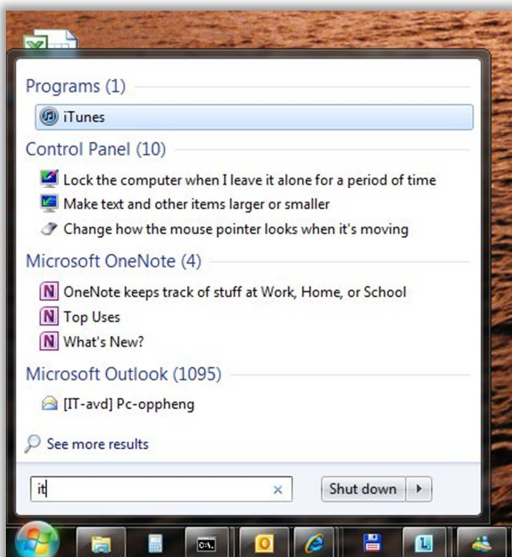 Programs (1)
iTunes
Control Panel (10)
Lock the computer when I leave it alone for a period of time
Make text and other items larger or smaller
Change how the mouse pointer looks when it's moving
Microsoft OneNote (4)
OneNote keeps track of stuff at Work, Home, or School
Top Uses
What's New?
Microsoft Outlook (1095)
[IT-avd] Pc-oppheng
See more results
it
Shut down